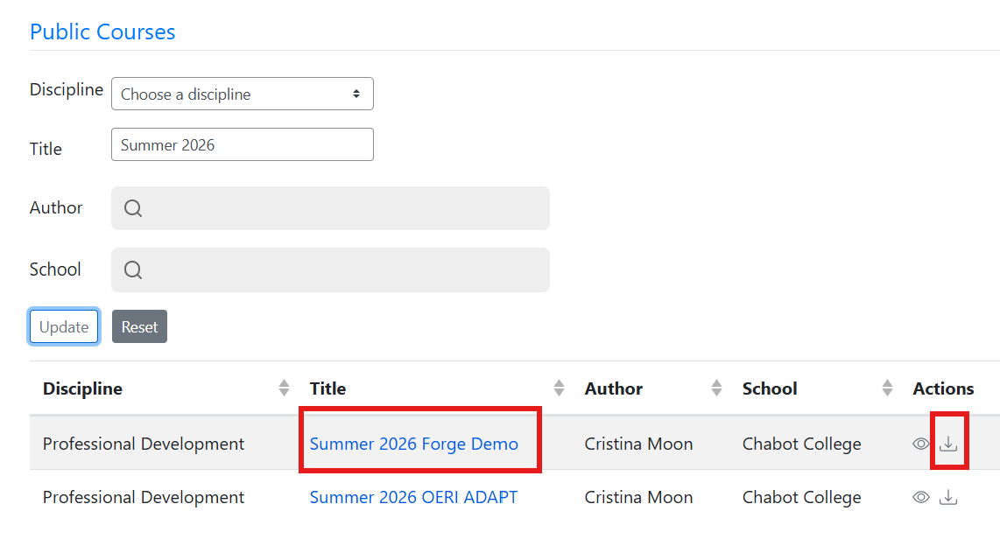 Public Courses
Discipline Choose a discipline
Title Summer 2026
Author
School
Update Reset
Discipline Title Author School Actions
Professional Development Summer 2026 Forge Demo Cristina Moon Chabot College
Professional Development Summer 2026 OERI ADAPT Cristina Moon Chabot College